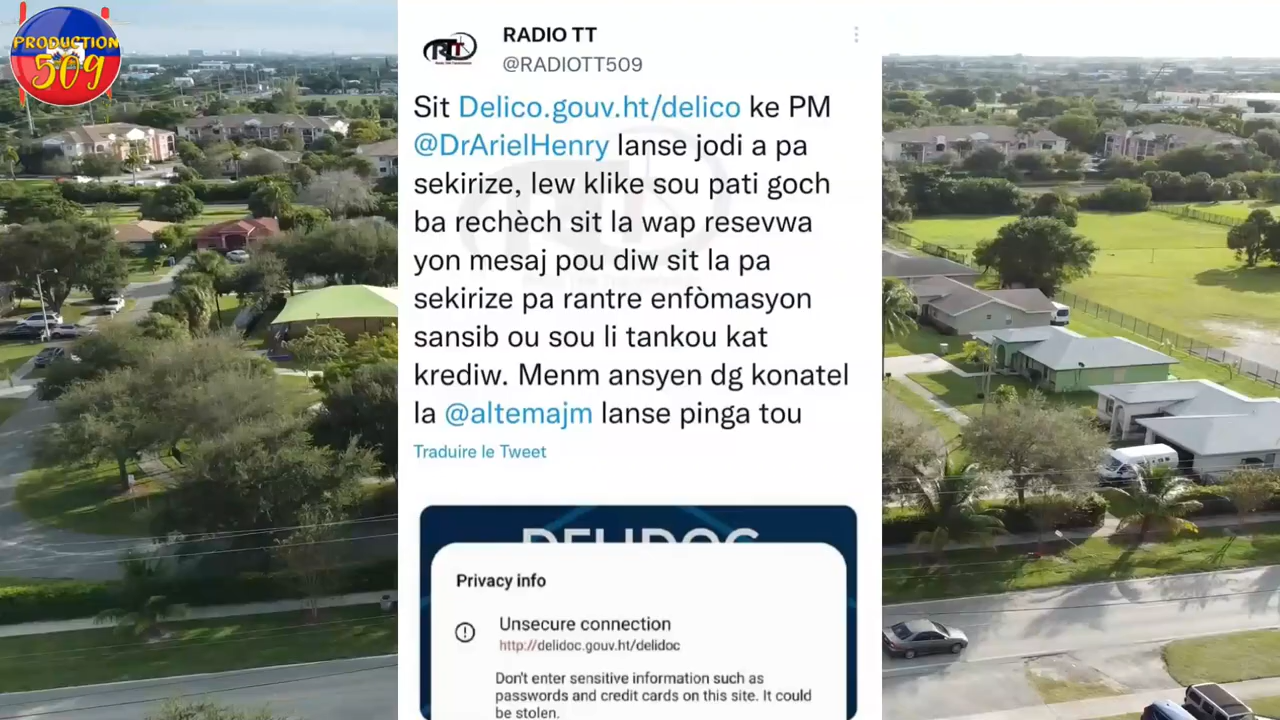 PRODUCTION
509
RADIO TT
@RADIOTT509
Sit Delico.gouv.ht/delico ke PM
@DrArielHenry lanse jodi a pa
sekirize, lew klike sou pati goch
ba rechèch sit la wap resevwa
yon mesaj pou diw sit la pa
sekirize pa rantre enfòmasyon
sansib ou sou li tankou kat
krediw. Menm ansyen dg konatel
la @altemajm lanse pinga tou
Traduire le Tweet
DELIDOC
Privacy info
Unsecure connection
http://delidoc.gouv.ht/delidoc
Don't enter sensitive information such as
passwords and credit cards on this site. It could
be stolen.